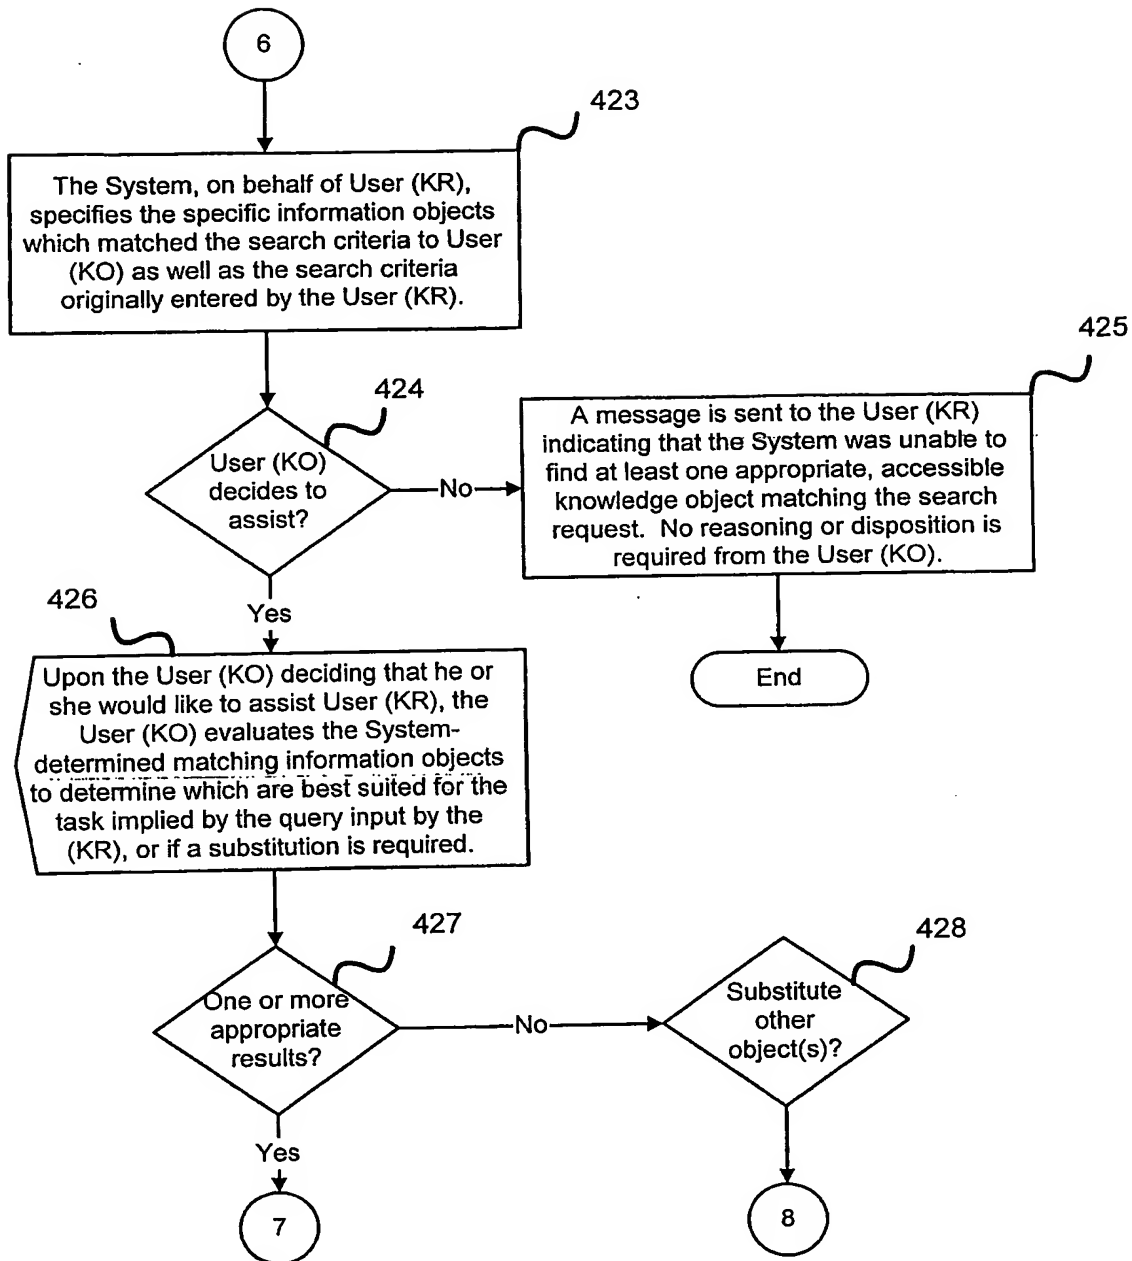 6
423
The System, on behalf of User (KR),
specifies the specific information objects
which matched the search criteria to User
(KO) as well as the search criteria
originally entered by the User (KR).
424
User (KO)
decides to
assist?
No
425
A message is sent to the User (KR)
indicating that the System was unable to
find at least one appropriate, accessible
knowledge object matching the search
request. No reasoning or disposition is
required from the User (KO).
End
Yes
426
Upon the User (KO) deciding that he or
she would like to assist User (KR), the
User (KO) evaluates the System-
determined matching information objects
to determine which are best suited for the
task implied by the query input by the
(KR), or if a substitution is required.
427
One or more
appropriate
results?
No
428
Substitute
other
object(s)?
Yes
7
8